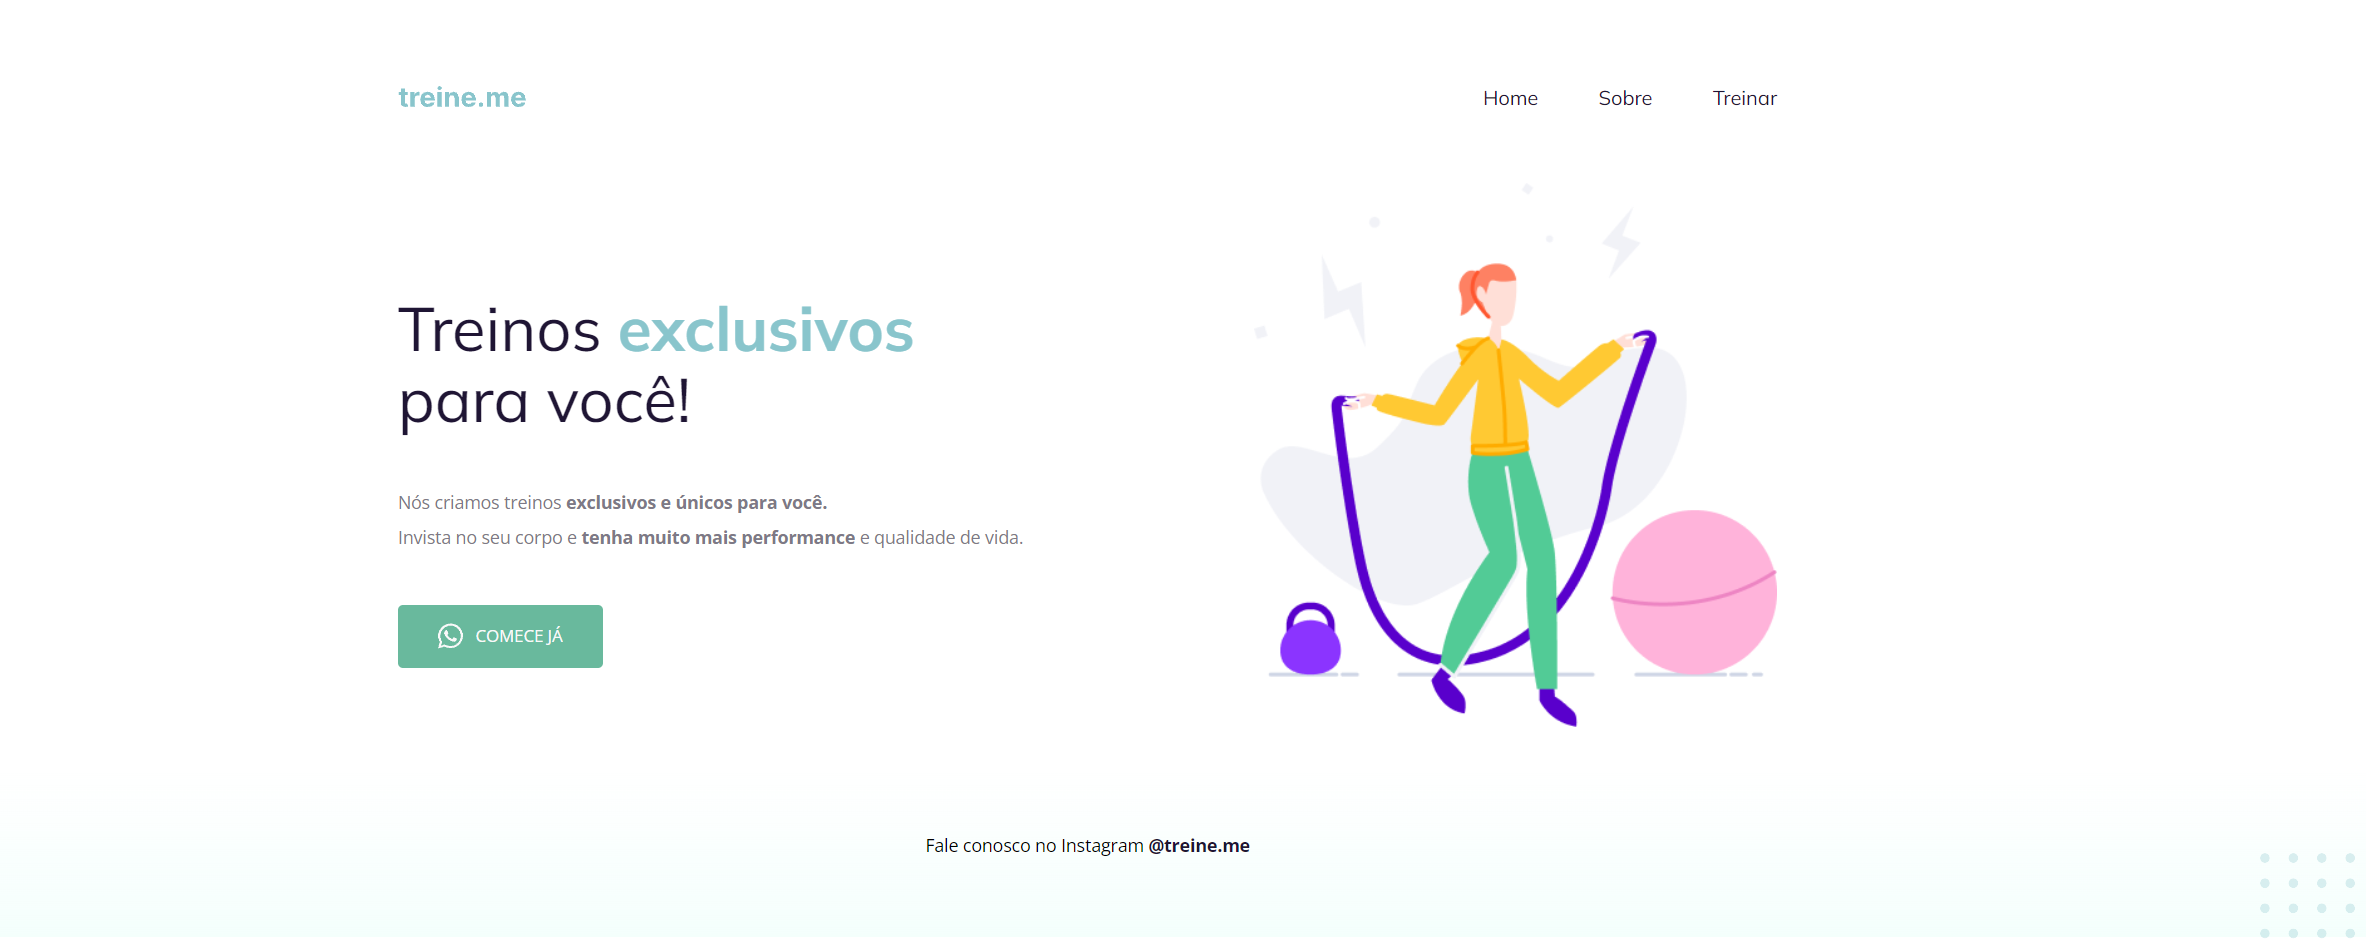 treine.me
Home
Sobre
Treinar
Treinos exclusivos
para você!
Nós criamos treinos exclusivos e únicos para você.
Invista no seu corpo e tenha muito mais performance e qualidade de vida.
COMECE JÁ
Fale conosco no Instagram @treine.me